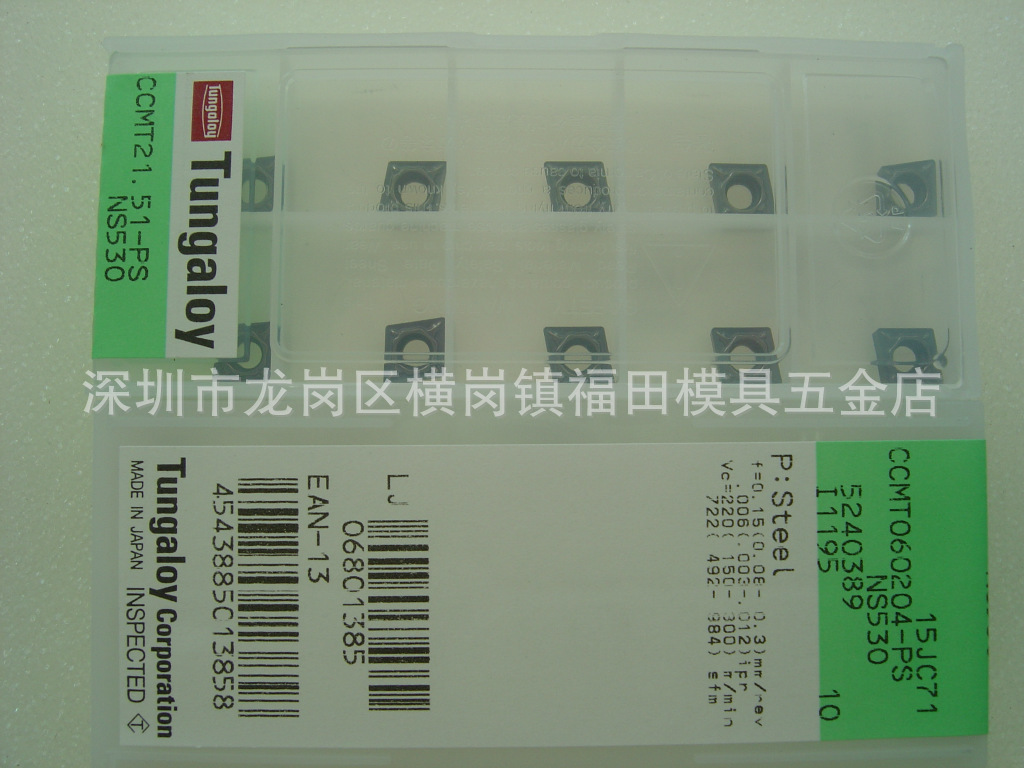 Tungaloy
Tungaloy
CCMT21.51-PS
NS530
深圳市龙岗区横岗镇福田模具五金店
15JC71
CCMT060204-PS
NS530
5240389
I1195 10
P:Steel
f=0.15(0.08- 0.3)mm/rev
.006(.003-.012)ipr
Vc=220( 150- 300) m/min
722( 492- 984) sfm
LJ
06801385
EAN-13
4543885013858
Tungaloy Corporation
MADE IN JAPAN INSPECTED